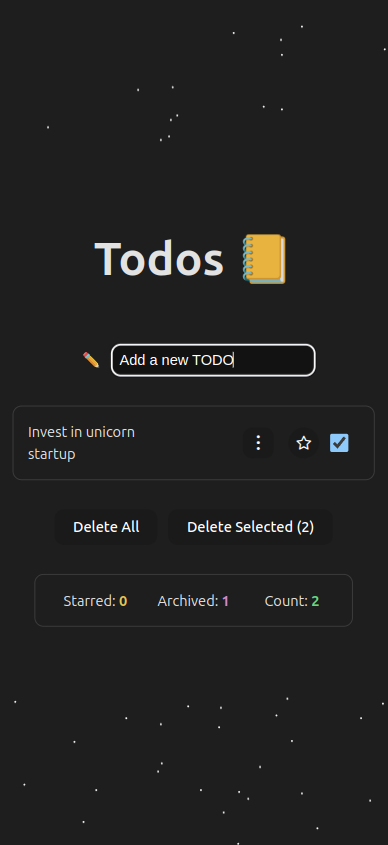 Todos 📒
Add a new TODO
Invest in unicorn
startup
Delete All Delete Selected (2)
Starred: 0 Archived: 1 Count: 2